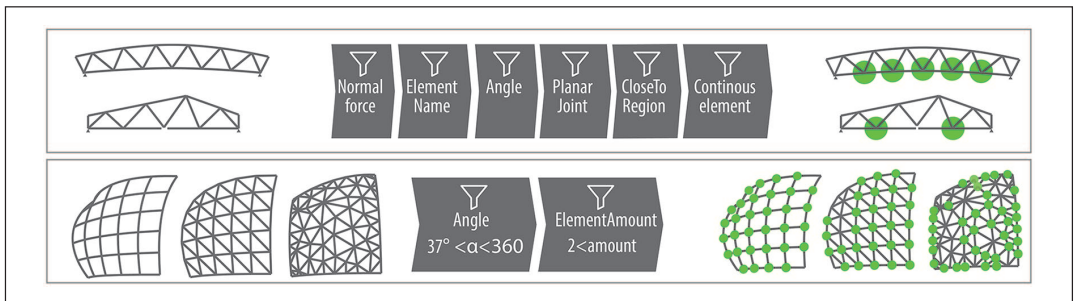 Normal
force
Element
Name
Angle
Planar
Joint
CloseTo
Region
Continous
element
Angle
37° <α<360
ElementAmount
2<amount